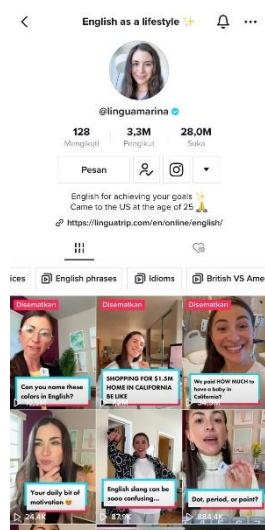 English as a lifestyle ✨
@linguamarina
128
Mengikuti
3,3M
Pengikut
28,0M
Suka
Pesan
English for achieving your goals ✨
Came to the US at the age of 25 🙏
https://linguatrip.com/en/online/english/
ices
English phrases
Idioms
British VS Ame
Disematkan
Can you name these
colors in English?
Disematkan
SHOPPING FOR $1.5M
HOME IN CALIFORNIA
BE LIKE
Disematkan
We paid HOW MUCH to
have a baby in
California?
Your daily bit of
motivation
24,4K
English slang can be
sooo confusing...
87,9K
Dot, period, or point?
884,4K